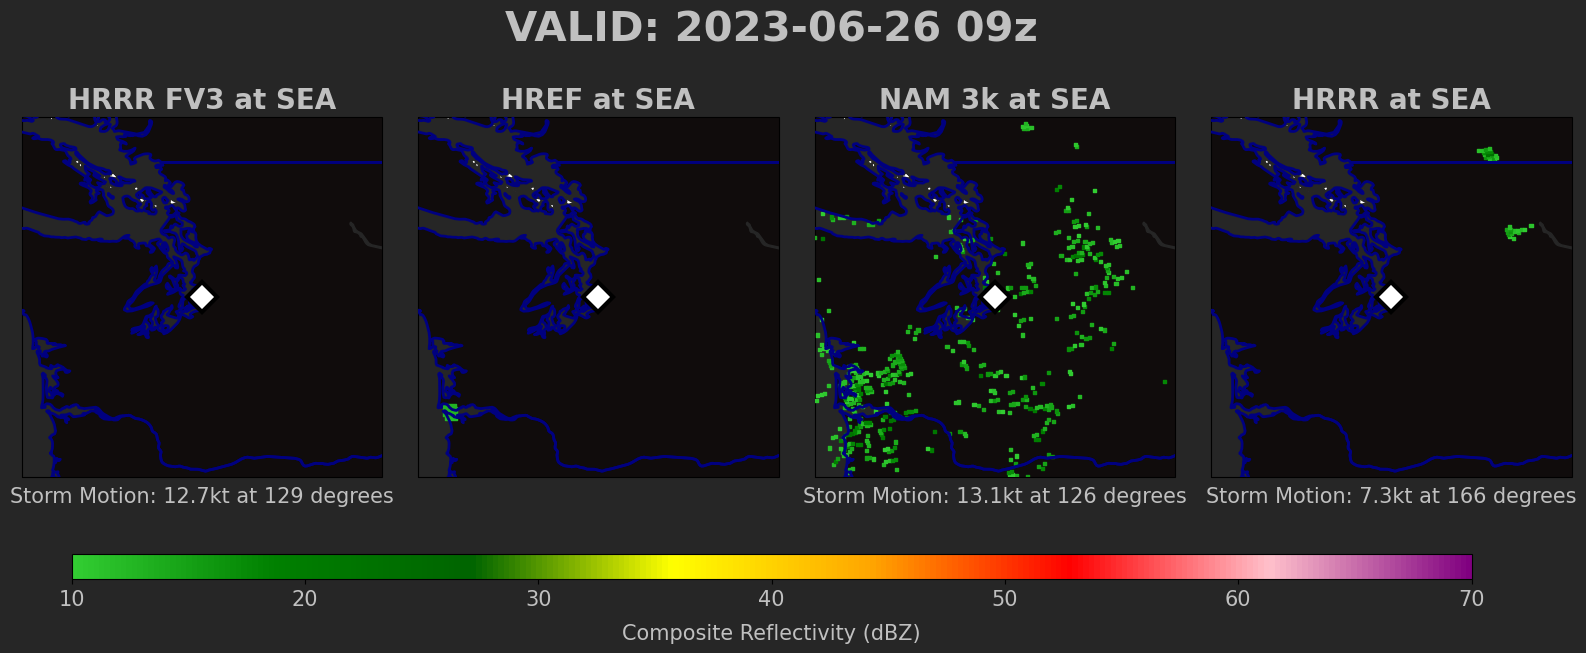 VALID: 2023-06-26 09z
HRRR FV3 at SEA
HREF at SEA
NAM 3k at SEA
HRRR at SEA
Storm Motion: 12.7kt at 129 degrees
Storm Motion: 13.1kt at 126 degrees
Storm Motion: 7.3kt at 166 degrees
10 20 30 40 50 60 70
Composite Reflectivity (dBZ)